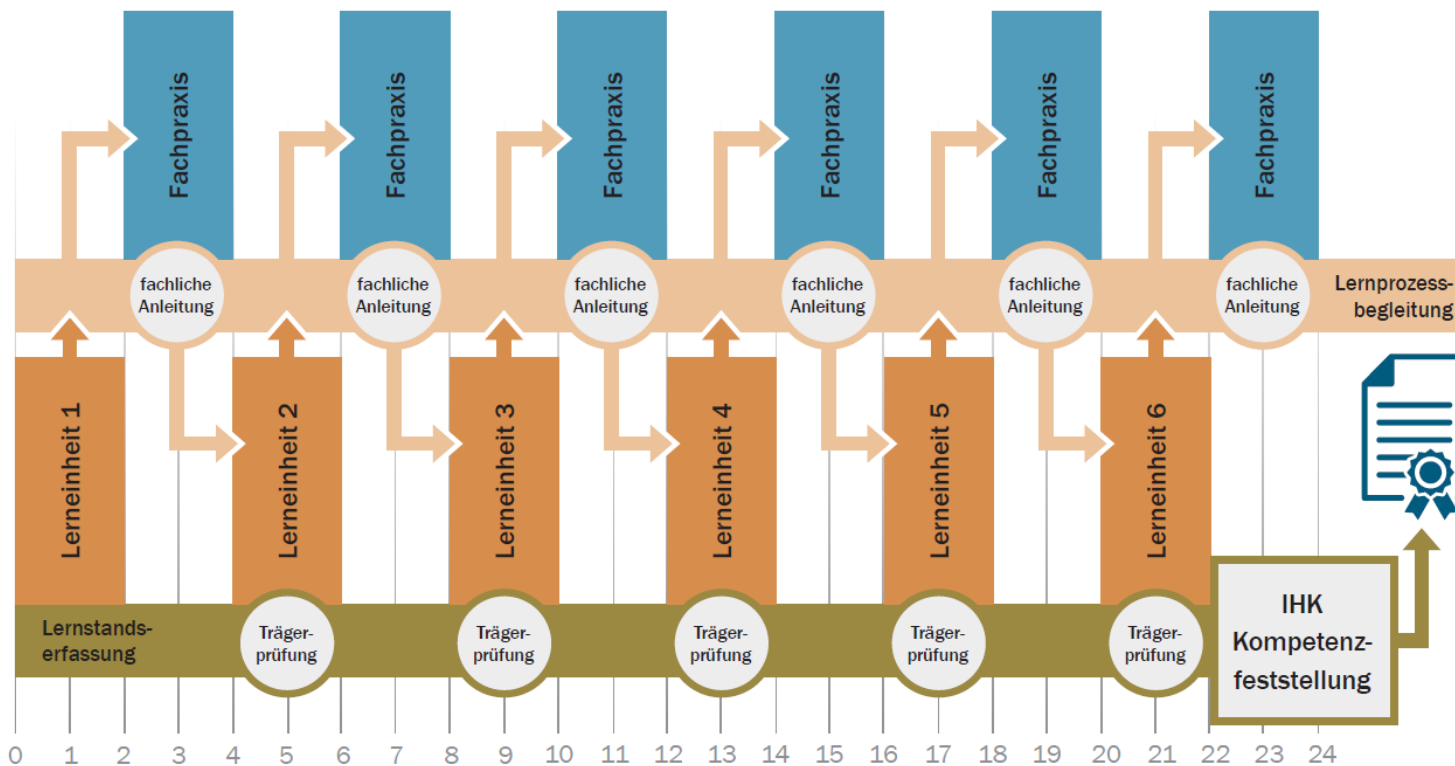 Fachpraxis
Fachpraxis
Fachpraxis
Fachpraxis
Fachpraxis
Fachpraxis
fachliche
Anleitung
fachliche
Anleitung
fachliche
Anleitung
fachliche
Anleitung
fachliche
Anleitung
fachliche
Anleitung
Lernprozess-
begleitung
Lerneinheit 1
Lerneinheit 2
Lerneinheit 3
Lerneinheit 4
Lerneinheit 5
Lerneinheit 6
Lernstands-
erfassung
Träger-
prüfung
Träger-
prüfung
Träger-
prüfung
Träger-
prüfung
Träger-
prüfung
IHK
Kompetenz-
feststellung
0 1 2 3 4 5 6 7 8 9 10 11 12 13 14 15 16 17 18 19 20 21 22 23 24